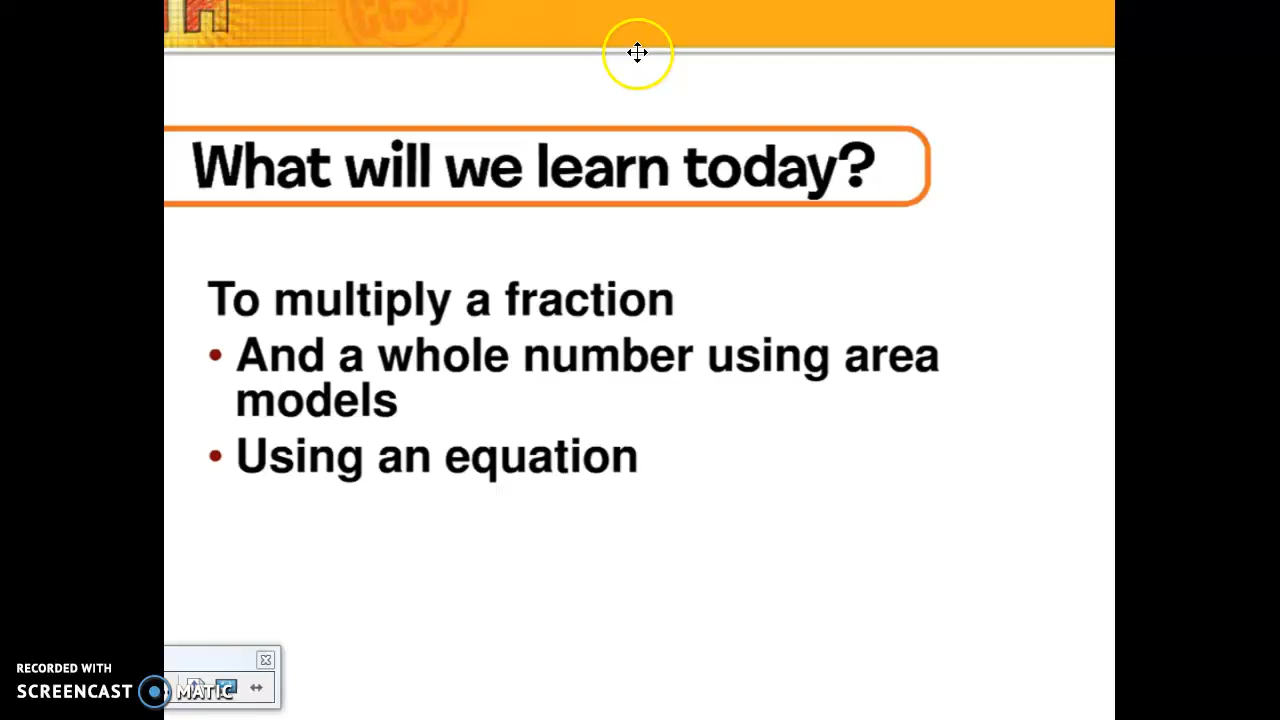 CCSS
What will we learn today?
To multiply a fraction
• And a whole number using area
models
• Using an equation
RECORDED WITH
SCREENCAST MATIC